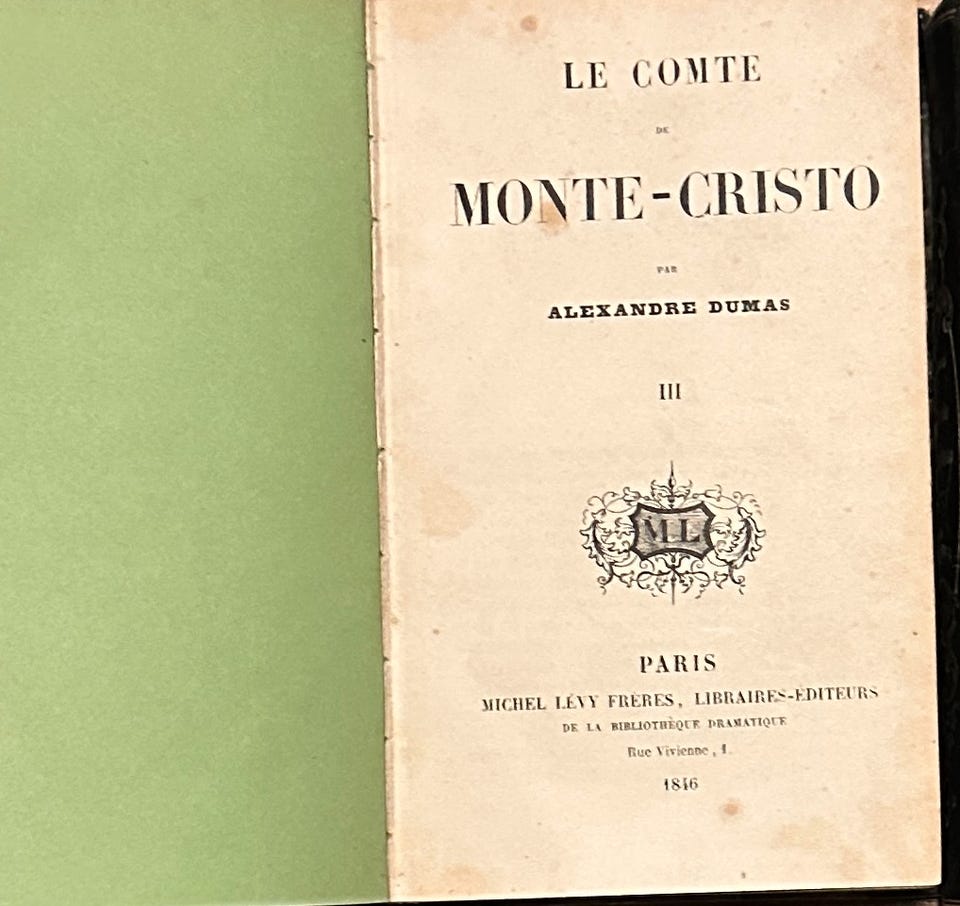 LE COMTE
DE
MONTE-CRISTO
PAR
ALEXANDRE DUMAS
III
ML
PARIS
MICHEL LÉVY FRÈRES, LIBRAIRES-ÉDITEURS
DE LA BIBLIOTHÈQUE DRAMATIQUE
Rue Vivienne, 1.
1846